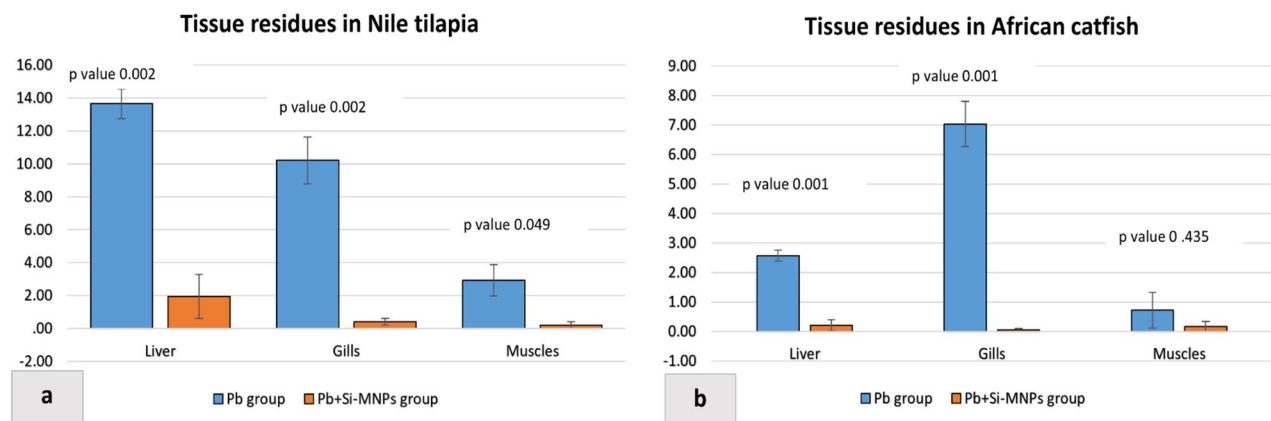 Tissue residues in Nile tilapia
16.00
14.00
12.00
10.00
8.00
6.00
4.00
2.00
.00
-2.00
p value 0.002
p value 0.002
p value 0.049
Liver
Gills
Muscles
Pb group
Pb+Si-MNPs group
a
Tissue residues in African catfish
9.00
8.00
7.00
6.00
5.00
4.00
3.00
2.00
1.00
0.00
-1.00
p value 0.001
p value 0.001
p value 0 .435
Liver
Gills
Muscles
Pb group
Pb+Si-MNPs group
b